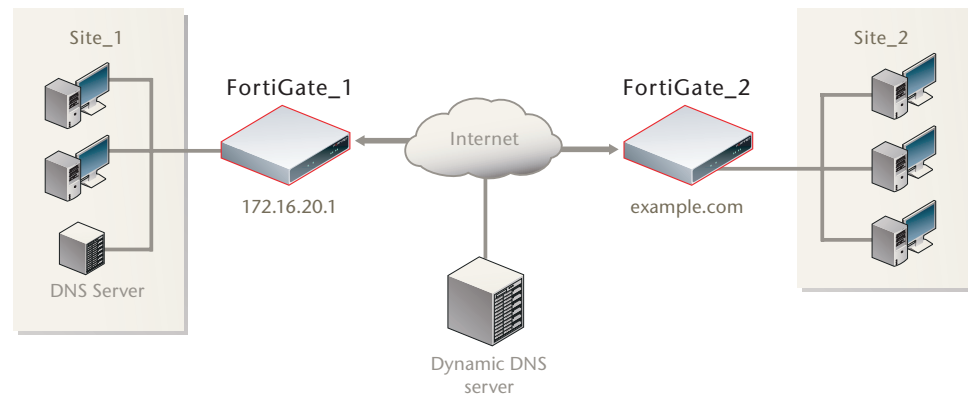 Site_1
Site_2
FortiGate_1
FortiGate_2
Internet
172.16.20.1
example.com
DNS Server
Dynamic DNS
server